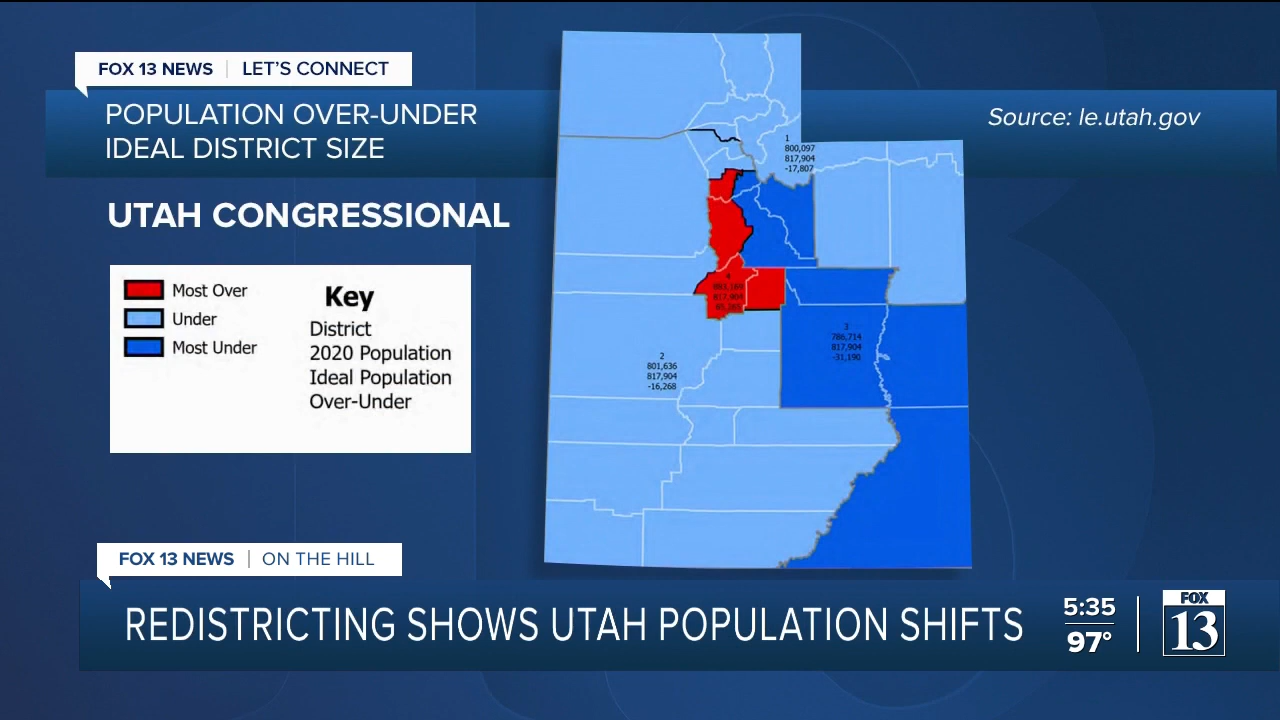 FOX 13 NEWS | LET'S CONNECT
POPULATION OVER-UNDER
IDEAL DISTRICT SIZE
Source: le.utah.gov
UTAH CONGRESSIONAL
Most Over
Under
Most Under
Key
District
2020 Population
Ideal Population
Over-Under
1
800,097
817,904
-17,807
4
817,904
3
786,714
817,904
-31,190
2
801,636
817,904
-16,268
FOX 13 NEWS | ON THE HILL
REDISTRICTING SHOWS UTAH POPULATION SHIFTS
5:35
97°
FOX
13